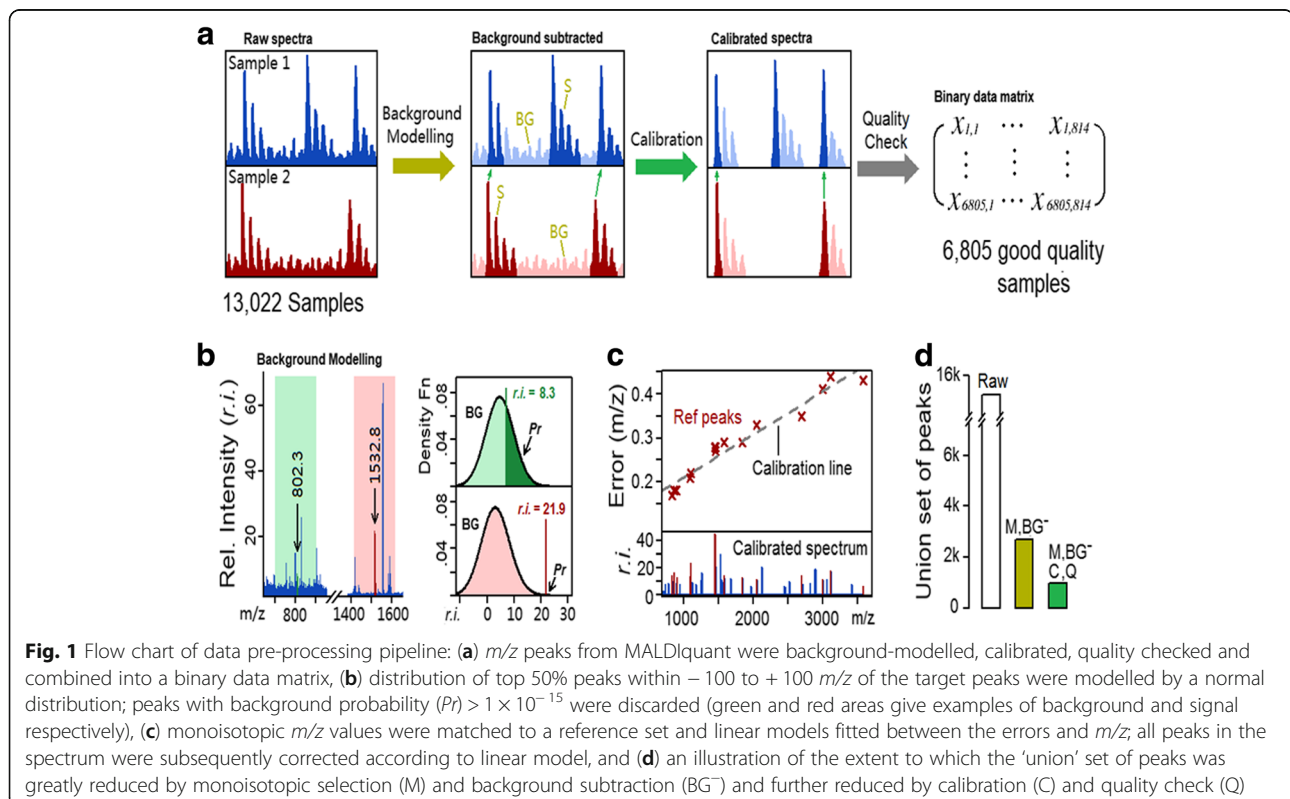 a
Raw spectra
Background subtracted
Calibrated spectra
Sample 1
S
BG
Background
Modelling
Calibration
Quality
Check
Binary data matrix
X1,1 ⋯ X1,814
⋮ ⋮ ⋮
X6805,1 ⋯ X6805,814
Sample 2
S
BG
13,022 Samples
6,805 good quality
samples
b
Background Modelling
Rel. Intensity (r.i.)
60
40
20
802.3
1532.8
m/z 800 1400 1600
Density Fn
.08
.04
BG
r.i. = 8.3
Pr
.08
.04
BG
r.i. = 21.9
Pr
r.i. 0 10 20 30
c
Error (m/z)
0.4
0.3
0.2
Ref peaks
Calibration line
r.i.
40
20
0
Calibrated spectrum
1000 2000 3000 m/z
d
Union set of peaks
16k
6k
4k
2k
0
Raw
M,BG⁻
M,BG⁻
C,Q
Fig. 1 Flow chart of data pre-processing pipeline: (a) m/z peaks from MALDIquant were background-modelled, calibrated, quality checked and
combined into a binary data matrix, (b) distribution of top 50% peaks within − 100 to + 100 m/z of the target peaks were modelled by a normal
distribution; peaks with background probability (Pr) > 1 × 10⁻ ¹⁵ were discarded (green and red areas give examples of background and signal
respectively), (c) monoisotopic m/z values were matched to a reference set and linear models fitted between the errors and m/z; all peaks in the
spectrum were subsequently corrected according to linear model, and (d) an illustration of the extent to which the ‘union’ set of peaks was
greatly reduced by monoisotopic selection (M) and background subtraction (BG⁻) and further reduced by calibration (C) and quality check (Q)